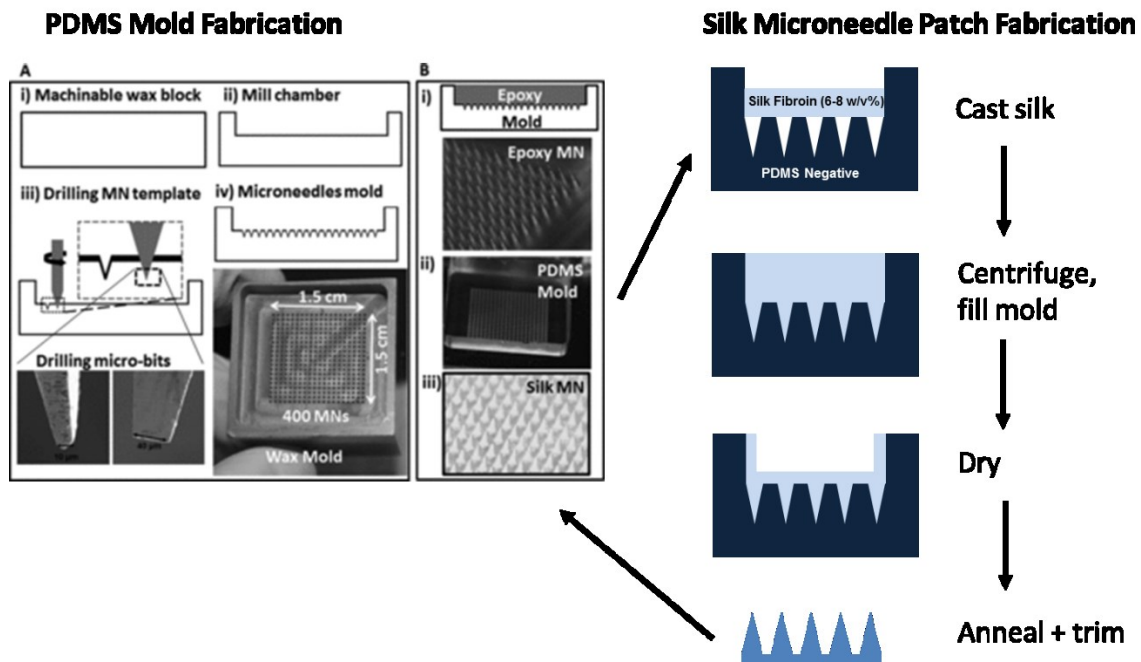 PDMS Mold Fabrication
A
i) Machinable wax block
ii) Mill chamber
iii) Drilling MN template
iv) Microneedles mold
Drilling micro-bits
10 µm
1.5 cm
1.5 cm
400 MNs
Wax Mold
B
i)
Epoxy
Mold
Epoxy MN
ii)
PDMS
Mold
iii)
Silk MN
Silk Microneedle Patch Fabrication
Silk Fibroin (6-8 w/v%)
PDMS Negative
Cast silk
Centrifuge,
fill mold
Dry
Anneal + trim